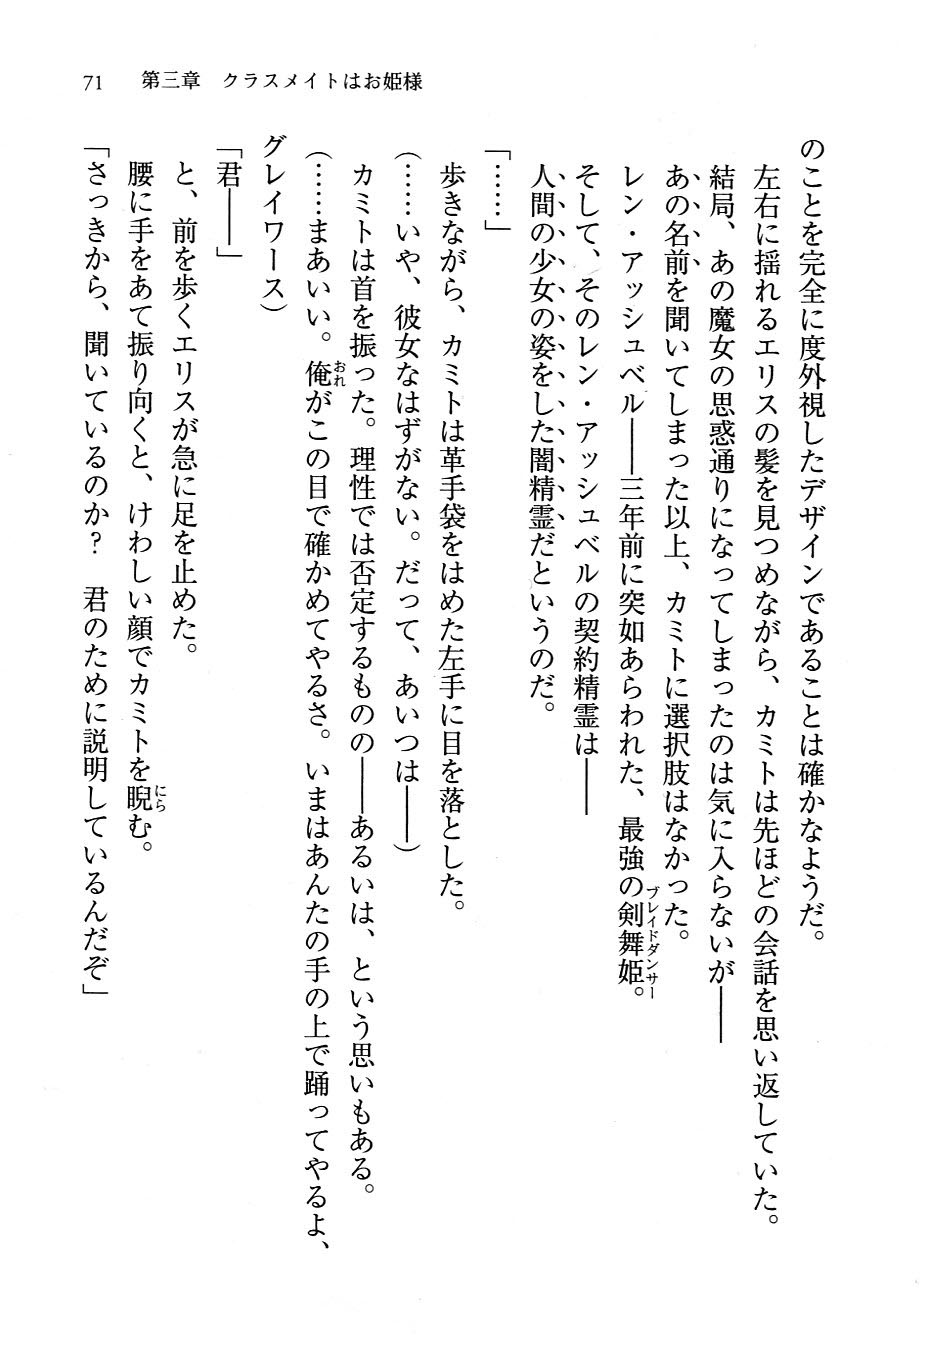 71　第三章　クラスメイトはお姫様
のことを完全に度外視したデザインであることは確かなようだ。
左右に揺れるエリスの髪を見つめながら、カミトは先ほどの会話を思い返していた。
結局、あの魔女の思惑通りになってしまったのは気に入らないが――
あの名前を聞いてしまった以上、カミトに選択肢はなかった。
レン・アッシュベル――三年前に突如あらわれた、最強の剣舞姫。
ブレイドダンサー
そして、そのレン・アッシュベルの契約精霊は――
人間の少女の姿をした闇精霊だというのだ。
「……」
歩きながら、カミトは革手袋をはめた左手に目を落とした。
(……いや、彼女なはずがない。だって、あいつは――)
カミトは首を振った。理性では否定するものの――あるいは、という思いもある。
(……まあいい。俺がこの目で確かめてやるさ。いまはあんたの手の上で踊ってやるよ、
おれ
グレイワース)
「君――」
と、前を歩くエリスが急に足を止めた。
腰に手をあて振り向くと、けわしい顔でカミトを睨む。
にら
「さっきから、聞いているのか？　君のために説明しているんだぞ」